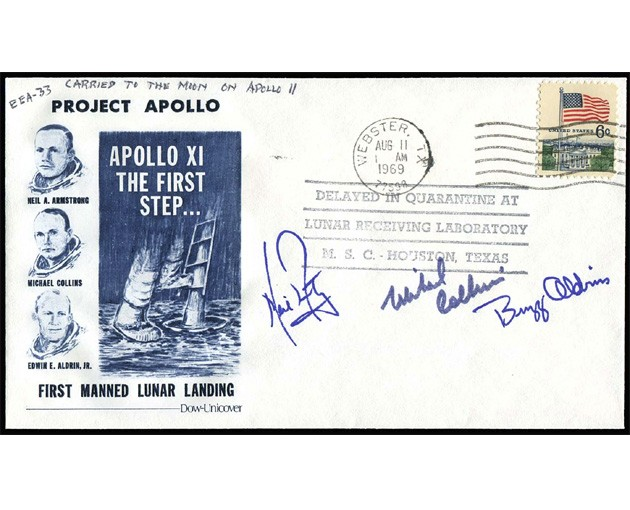 EEA-33 CARRIED TO THE MOON ON APOLLO 11
PROJECT APOLLO
APOLLO XI
THE FIRST
STEP...
NEIL A. ARMSTRONG
MICHAEL COLLINS
EDWIN E. ALDRIN, JR.
FIRST MANNED LUNAR LANDING
Dow-Unicover
WEBSTER, TX
AUG 11
1 AM
1969
77598
UNITED STATES 6c
DELAYED IN QUARANTINE AT
LUNAR RECEIVING LABORATORY
M. S. C. - HOUSTON, TEXAS
Michael
Collins
Buzz Aldrin